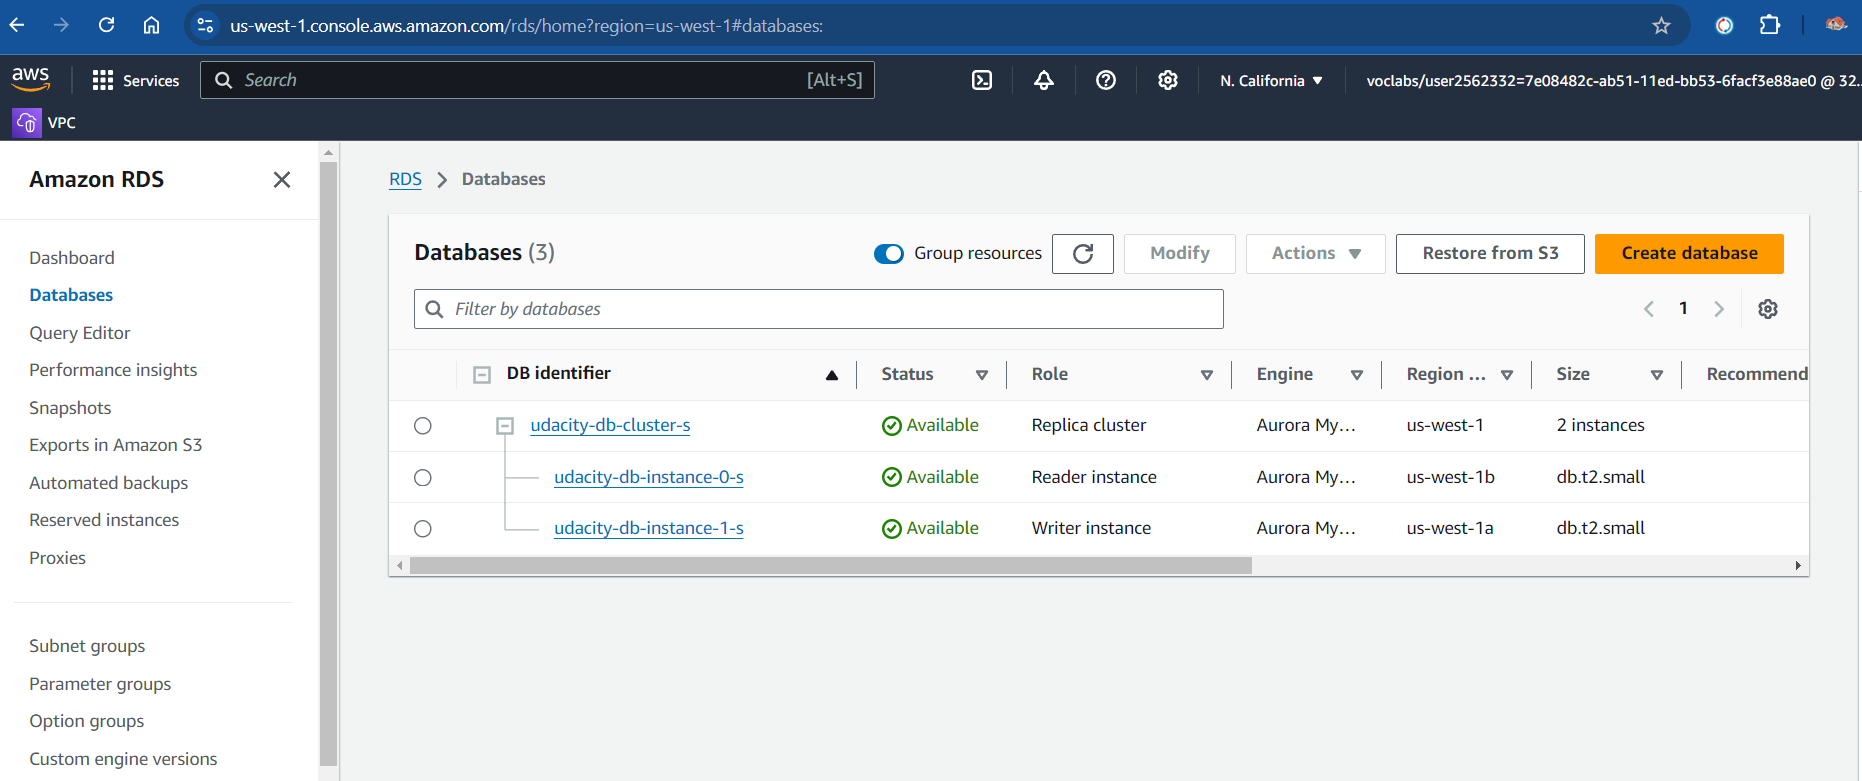 us-west-1.console.aws.amazon.com/rds/home?region=us-west-1#databases:
aws Services Search [Alt+S] N. California voclabs/user2562332=7e08482c-ab51-11ed-bb53-6facf3e88ae0 @ 32...
VPC
Amazon RDS
Dashboard
Databases
Query Editor
Performance insights
Snapshots
Exports in Amazon S3
Automated backups
Reserved instances
Proxies
Subnet groups
Parameter groups
Option groups
Custom engine versions
RDS > Databases
Databases (3) Group resources Modify Actions Restore from S3 Create database
Filter by databases 1
DB identifier Status Role Engine Region ... Size Recommend
udacity-db-cluster-s Available Replica cluster Aurora My... us-west-1 2 instances
udacity-db-instance-0-s Available Reader instance Aurora My... us-west-1b db.t2.small
udacity-db-instance-1-s Available Writer instance Aurora My... us-west-1a db.t2.small